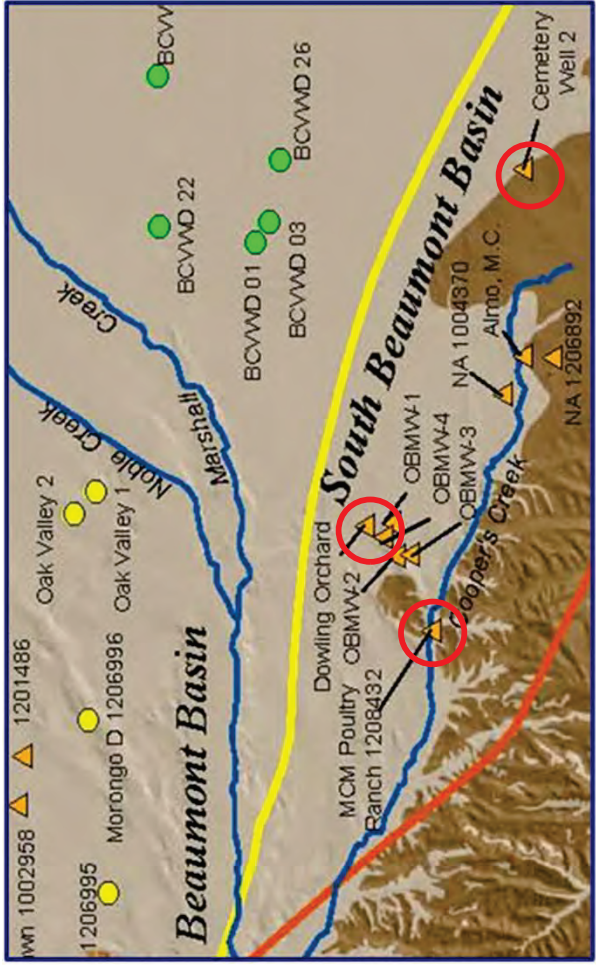 wn 1002958
1201486
1206995
Morongo D 1206996
Oak Valley 2
Oak Valley 1
Noble Creek
Creek
Marshall
BCVWD 22
BCVW
BCVWD 01
BCVWD 03
BCVWD 26
Beaumont Basin
South Beaumont Basin
Dowling Orchard
OBMW-2
OBMW-1
OBMW-4
OBMW-3
MCM Poultry
Ranch 1208432
Cooper's Creek
NA 1004370
Almo, M.C.
NA 1206892
Cemetery
Well 2